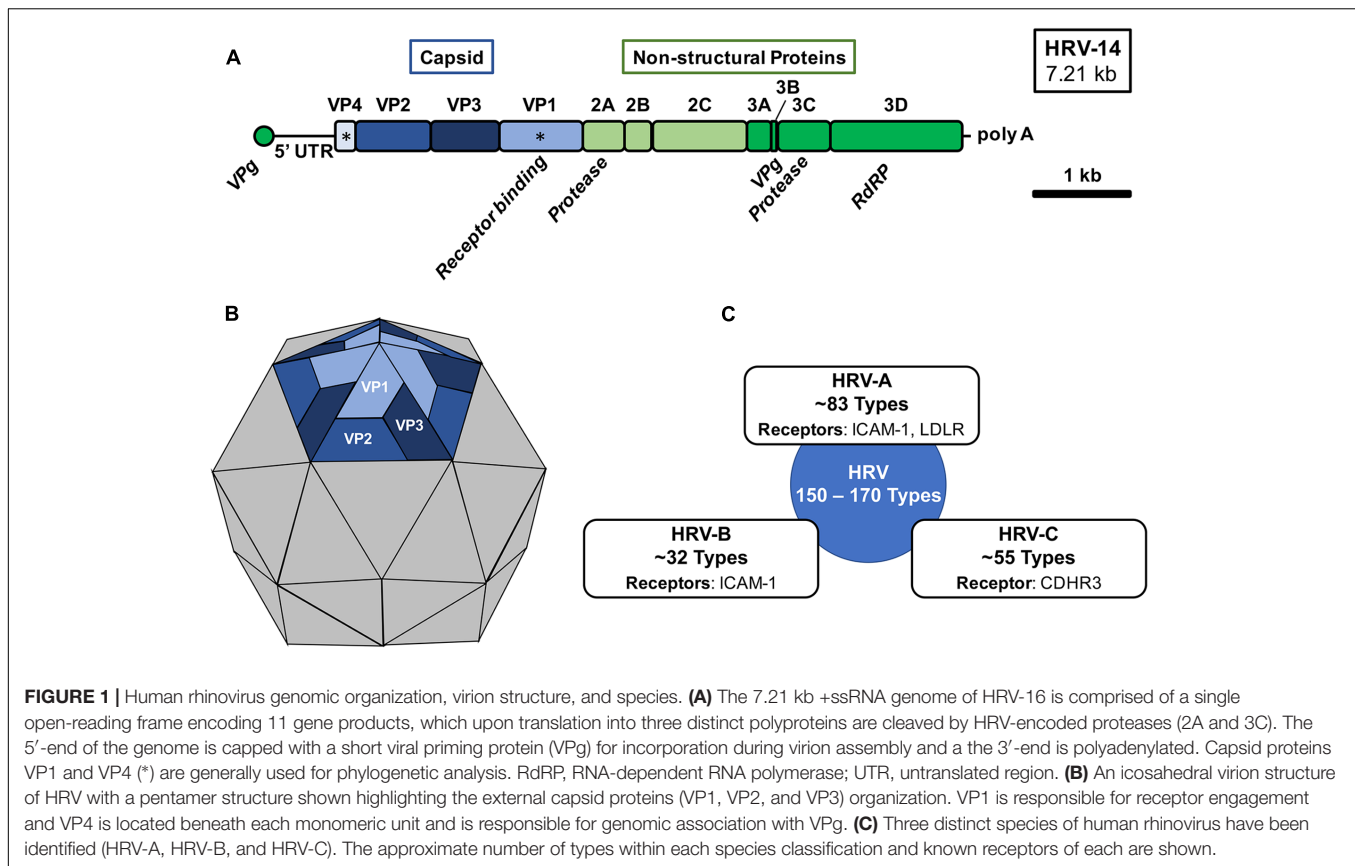 A
Capsid
Non-structural Proteins
HRV-14
7.21 kb
VP4 VP2 VP3 VP1 2A 2B 2C 3A 3B 3C 3D
* *
VPg
5' UTR
poly A
Receptor binding
Protease
VPg
Protease
RdRP
1 kb
B
VP1
VP3
VP2
C
HRV-A
~83 Types
Receptors: ICAM-1, LDLR
HRV
150 – 170 Types
HRV-B
~32 Types
Receptors: ICAM-1
HRV-C
~55 Types
Receptor: CDHR3
FIGURE 1 | Human rhinovirus genomic organization, virion structure, and species. (A) The 7.21 kb +ssRNA genome of HRV-16 is comprised of a single
open-reading frame encoding 11 gene products, which upon translation into three distinct polyproteins are cleaved by HRV-encoded proteases (2A and 3C). The
5′-end of the genome is capped with a short viral priming protein (VPg) for incorporation during virion assembly and a the 3′-end is polyadenylated. Capsid proteins
VP1 and VP4 (*) are generally used for phylogenetic analysis. RdRP, RNA-dependent RNA polymerase; UTR, untranslated region. (B) An icosahedral virion structure
of HRV with a pentamer structure shown highlighting the external capsid proteins (VP1, VP2, and VP3) organization. VP1 is responsible for receptor engagement
and VP4 is located beneath each monomeric unit and is responsible for genomic association with VPg. (C) Three distinct species of human rhinovirus have been
identified (HRV-A, HRV-B, and HRV-C). The approximate number of types within each species classification and known receptors of each are shown.